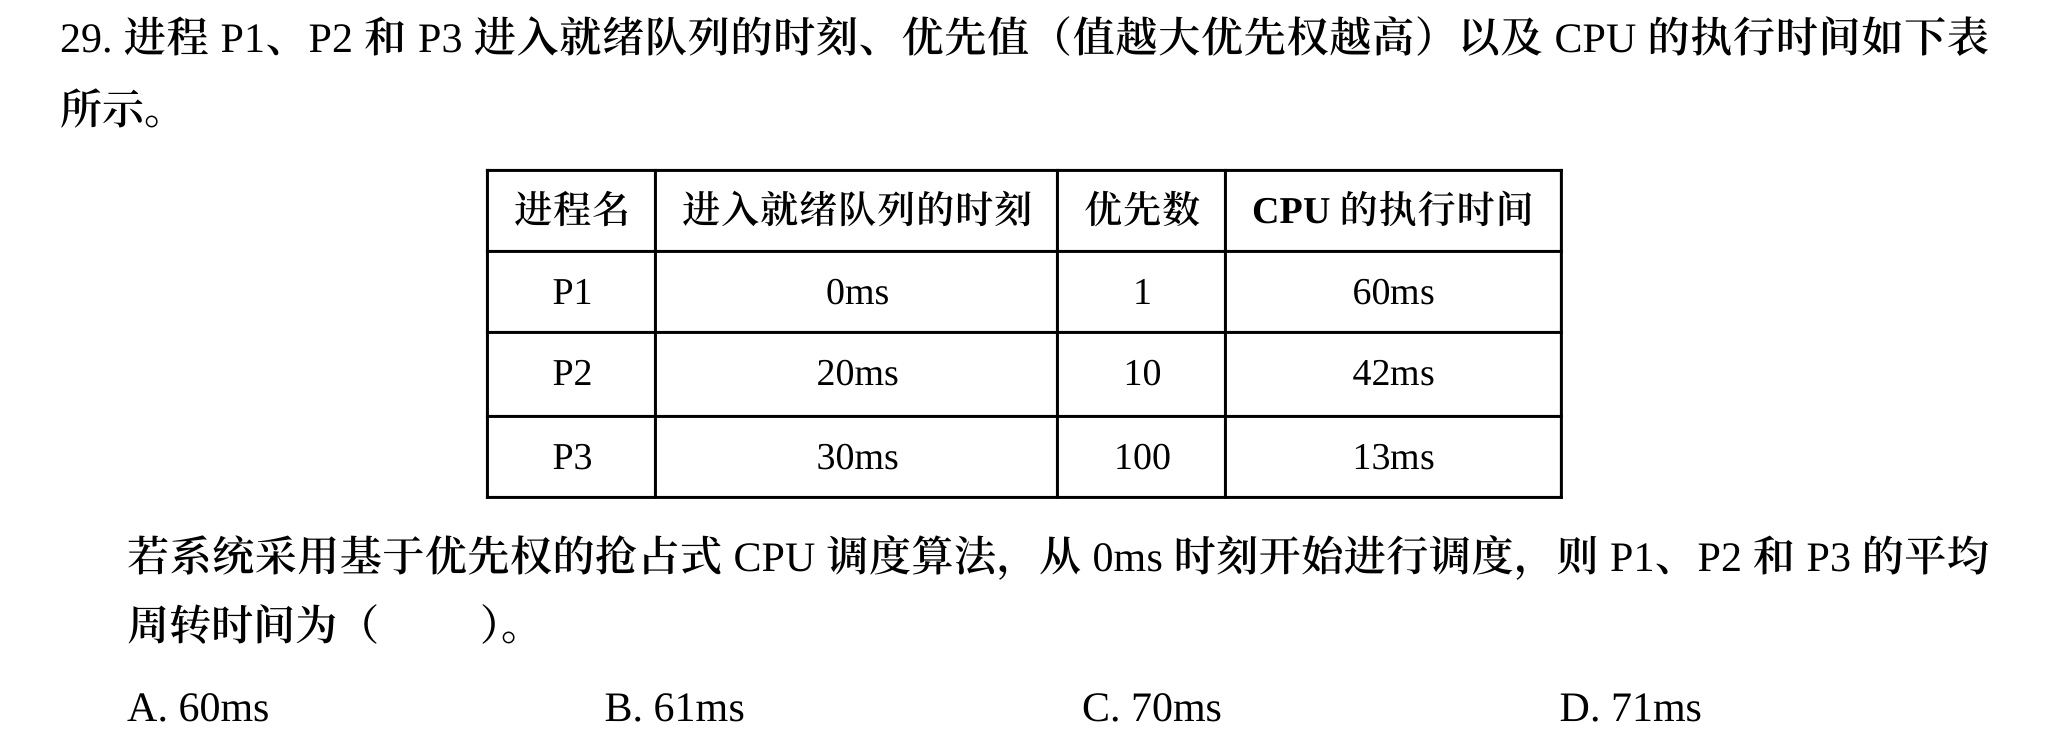 29. 进程 P1、P2 和 P3 进入就绪队列的时刻、优先值（值越大优先权越高）以及 CPU 的执行时间如下表
所示。
进程名 进入就绪队列的时刻 优先数 CPU 的执行时间
P1 0ms 1 60ms
P2 20ms 10 42ms
P3 30ms 100 13ms
若系统采用基于优先权的抢占式 CPU 调度算法，从 0ms 时刻开始进行调度，则 P1、P2 和 P3 的平均
周转时间为（ ）。
A. 60ms B. 61ms C. 70ms D. 71ms